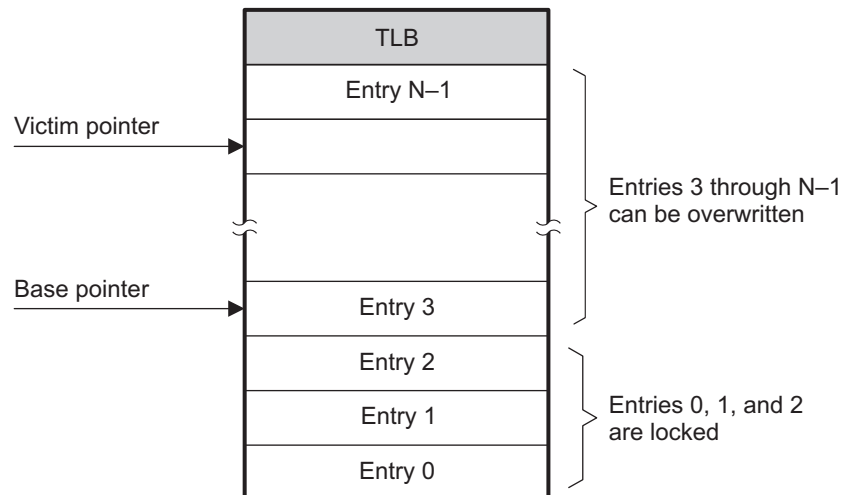 TLB
Entry N–1
Victim pointer
Entries 3 through N–1
can be overwritten
Base pointer
Entry 3
Entry 2
Entry 1
Entries 0, 1, and 2
are locked
Entry 0